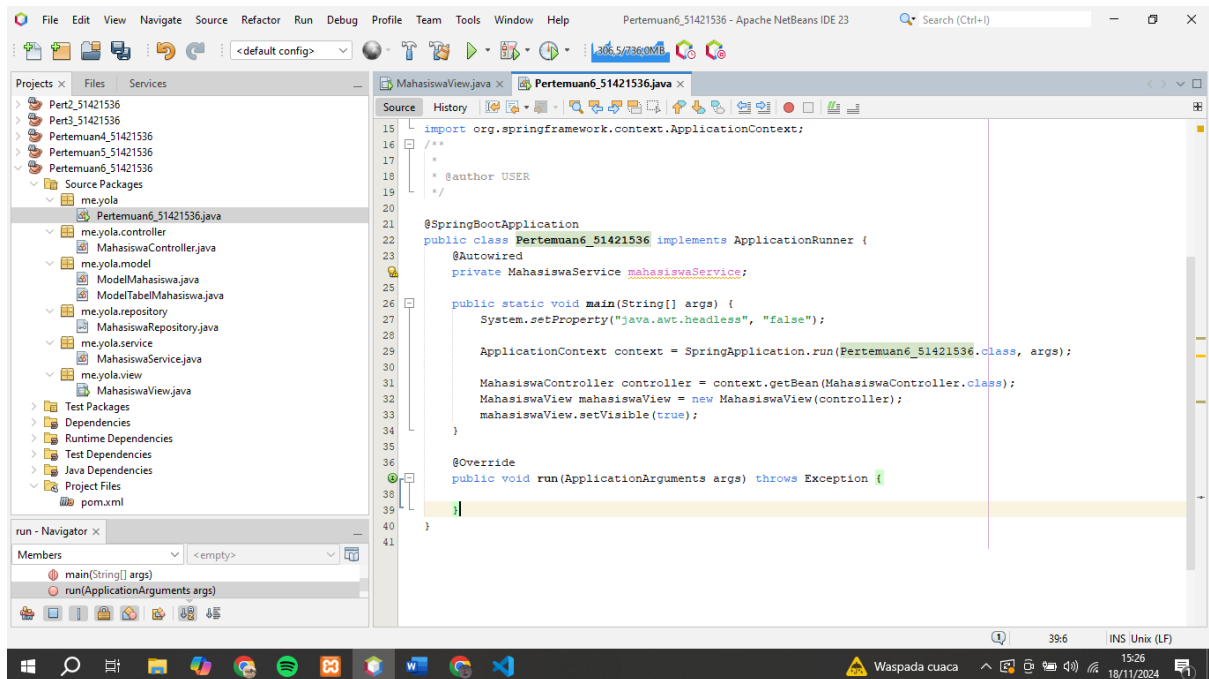 File Edit View Navigate Source Refactor Run Debug Profile Team Tools Window Help Pertemuan6_51421536 - Apache NetBeans IDE 23 Search (Ctrl+I)
<default config> 306,5/736,0MB
Projects Files Services
MahasiswaView.java Pertemuan6_51421536.java
Source History
Pert2_51421536
Pert3_51421536
Pertemuan4_51421536
Pertemuan5_51421536
Pertemuan6_51421536
Source Packages
me.yola
Pertemuan6_51421536.java
me.yola.controller
MahasiswaController.java
me.yola.model
ModelMahasiswa.java
ModelTabelMahasiswa.java
me.yola.repository
MahasiswaRepository.java
me.yola.service
MahasiswaService.java
me.yola.view
MahasiswaView.java
Test Packages
Dependencies
Runtime Dependencies
Test Dependencies
Java Dependencies
Project Files
pom.xml
run - Navigator
Members <empty>
main(String[] args)
run(ApplicationArguments args)
15 import org.springframework.context.ApplicationContext;
16 /**
17 *
18 * @author USER
19 */
20
21 @SpringBootApplication
22 public class Pertemuan6_51421536 implements ApplicationRunner {
23 @Autowired
private MahasiswaService mahasiswaService;
25
26 public static void main(String[] args) {
27 System.setProperty("java.awt.headless", "false");
28
29 ApplicationContext context = SpringApplication.run(Pertemuan6_51421536.class, args);
30
31 MahasiswaController controller = context.getBean(MahasiswaController.class);
32 MahasiswaView mahasiswaView = new MahasiswaView(controller);
33 mahasiswaView.setVisible(true);
34 }
35
36 @Override
public void run(ApplicationArguments args) throws Exception {
38
39 }
40 }
41
1 39:6 INS Unix (LF)
Waspada cuaca 15:26
18/11/2024